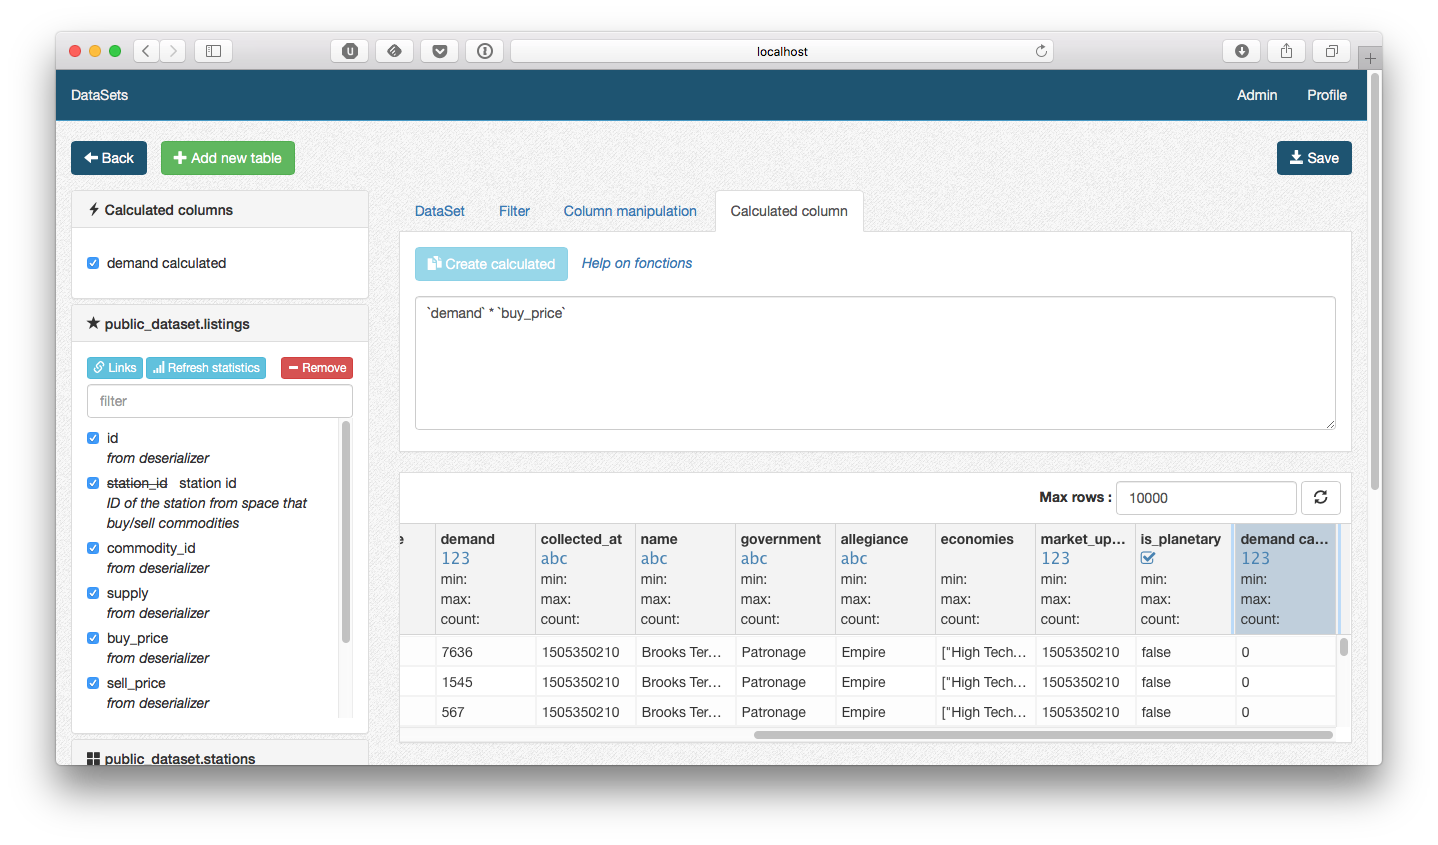 localhost
DataSets
Admin
Profile
Back
Add new table
Save
Calculated columns
demand calculated
public_dataset.listings
Links
Refresh statistics
Remove
filter
id
from deserializer
station_id station id
ID of the station from space that
buy/sell commodities
commodity_id
from deserializer
supply
from deserializer
buy_price
from deserializer
sell_price
from deserializer
public_dataset.stations
DataSet
Filter
Column manipulation
Calculated column
Create calculated
Help on fonctions
`demand` * `buy_price`
Max rows :
10000
e demand collected_at name government allegiance economies market_up... is_planetary demand ca...
123 abc abc abc abc 123 123
min: min: min: min: min: min: min: min: min:
max: max: max: max: max: max: max: max: max:
count: count: count: count: count: count: count: count: count:
7636 1505350210 Brooks Ter... Patronage Empire ["High Tech... 1505350210 false 0
1545 1505350210 Brooks Ter... Patronage Empire ["High Tech... 1505350210 false 0
567 1505350210 Brooks Ter... Patronage Empire ["High Tech... 1505350210 false 0